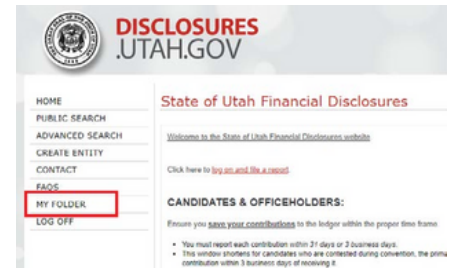 DISCLOSURES
.UTAH.GOV
HOME
PUBLIC SEARCH
ADVANCED SEARCH
CREATE ENTITY
CONTACT
FAQS
MY FOLDER
LOG OFF
State of Utah Financial Disclosures
Welcome to the State of Utah Financial Disclosures website
Click here to log on and file a report.
CANDIDATES & OFFICEHOLDERS:
Ensure you save your contributions to the ledger within the proper time frame
• You must report each contribution within 31 days or 3 business days.
• This window shortens for candidates who are contested during convention, the prima
contribution within 3 business days of receiving it.